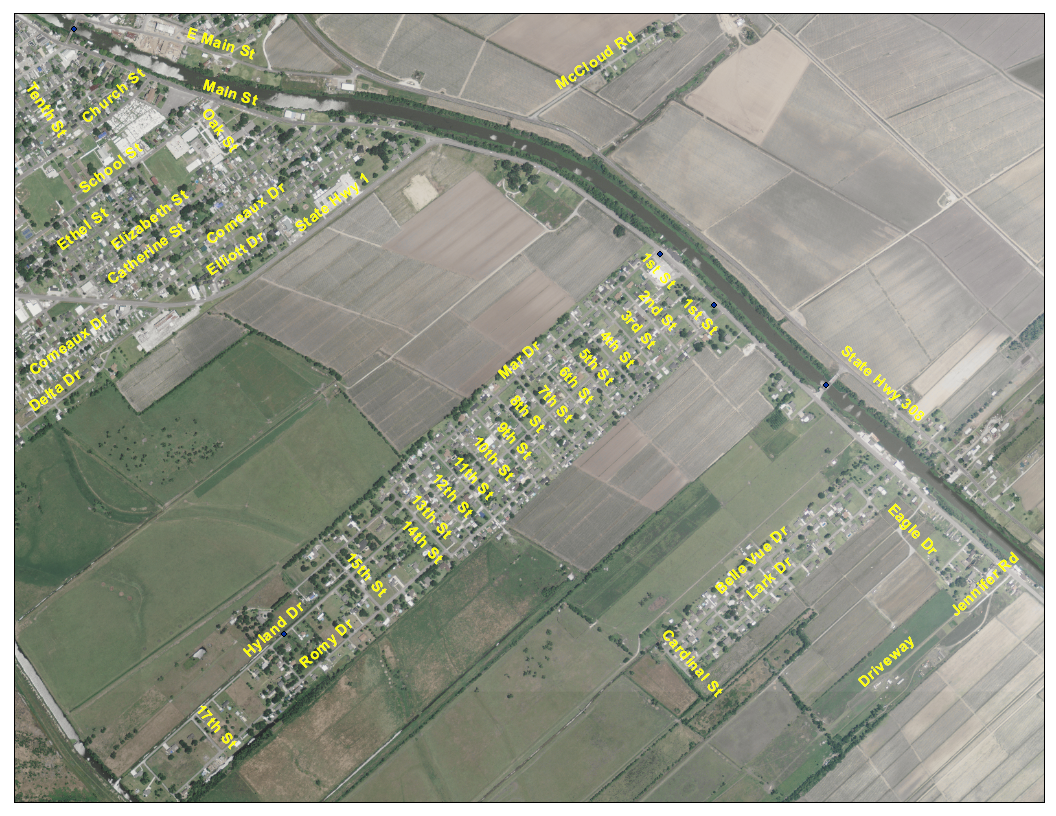 E Main St
McCloud Rd
Main St
Church St
Tenth St
Oak St
School St
Ethel St
Elizabeth St
Comeaux Dr
State Hwy 1
Catherine St
Elliott Dr
1st St
1st St
2nd St
3rd St
Comeaux Dr
4th St
Mar Dr
5th St
State Hwy 308
6th St
Delta Dr
7th St
8th St
9th St
10th St
11th St
12th St
13th St
14th St
Eagle Dr
Belle Vue Dr
15th St
Lark Dr
Jennifer Rd
Hyland Dr
Romy Dr
Cardinal St
Driveway
17th St